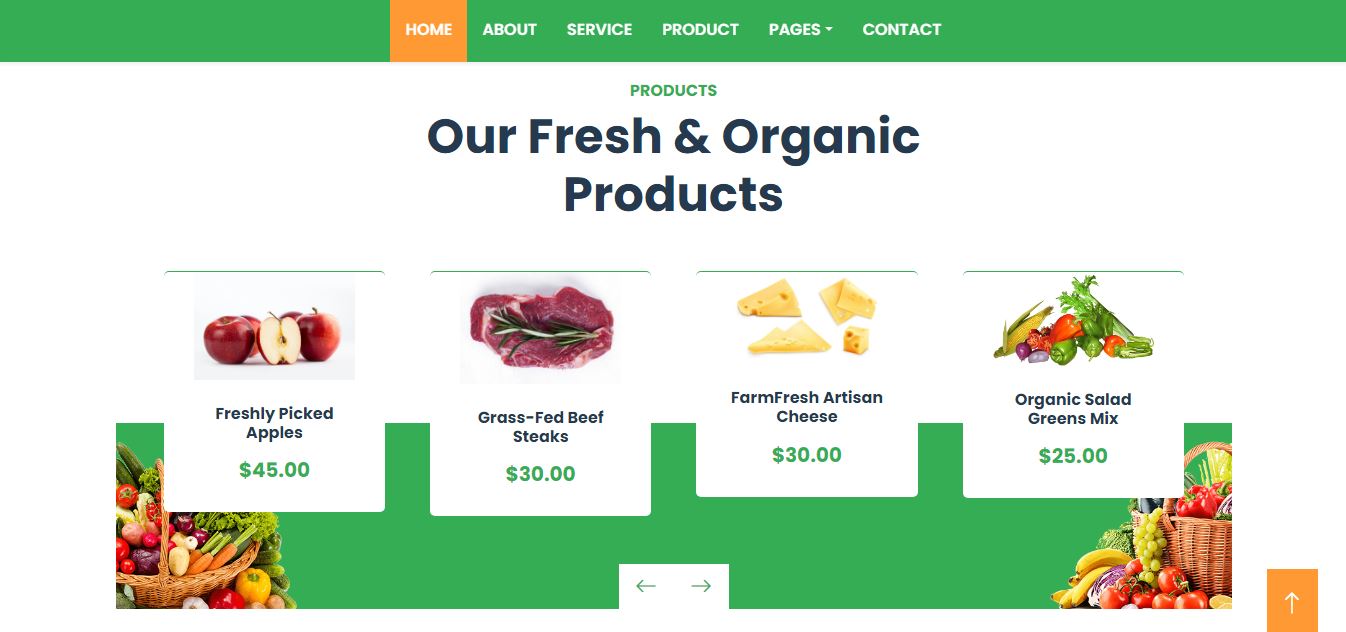 HOME ABOUT SERVICE PRODUCT PAGES CONTACT
PRODUCTS
Our Fresh & Organic
Products
Freshly Picked
Apples
$45.00
Grass-Fed Beef
Steaks
$30.00
FarmFresh Artisan
Cheese
$30.00
Organic Salad
Greens Mix
$25.00